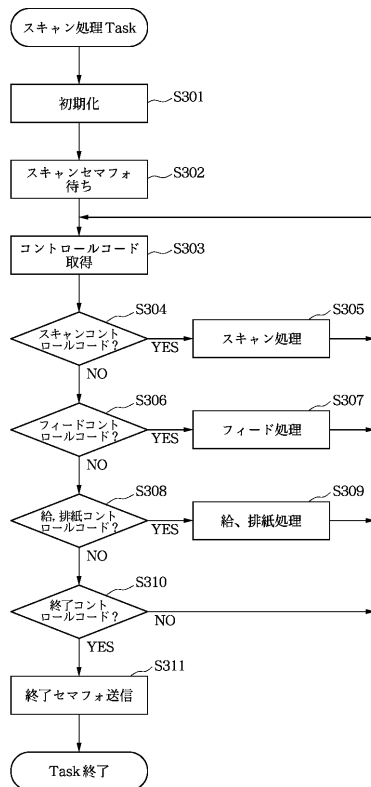 スキャン処理Task
初期化
S301
スキャンセマフォ
待ち
S302
コントロールコード
取得
S303
スキャンコント
ロールコード?
S304
YES
スキャン処理
S305
NO
フィードコント
ロールコード?
S306
YES
フィード処理
S307
NO
給,排紙コント
ロールコード?
S308
YES
給、排紙処理
S309
NO
終了コント
ロールコード?
S310
NO
YES
終了セマフォ送信
S311
Task終了